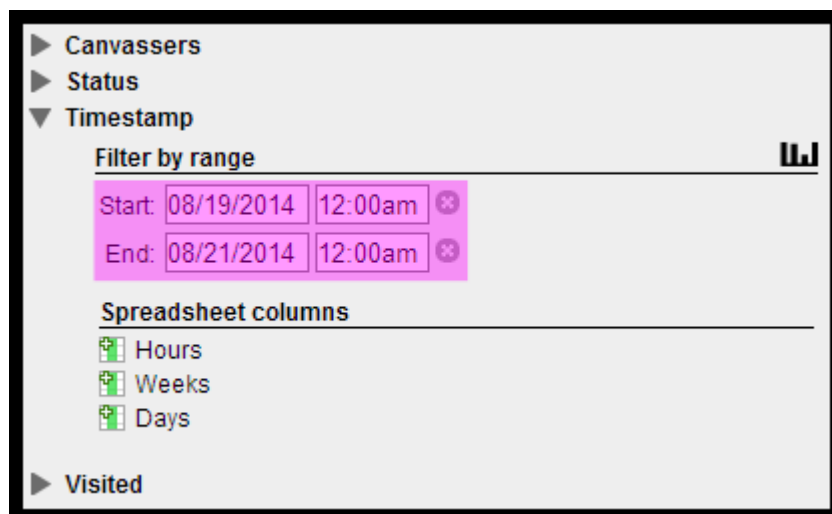 Canvassers
Status
Timestamp
Filter by range
Start: 08/19/2014 12:00am
End: 08/21/2014 12:00am
Spreadsheet columns
Hours
Weeks
Days
Visited